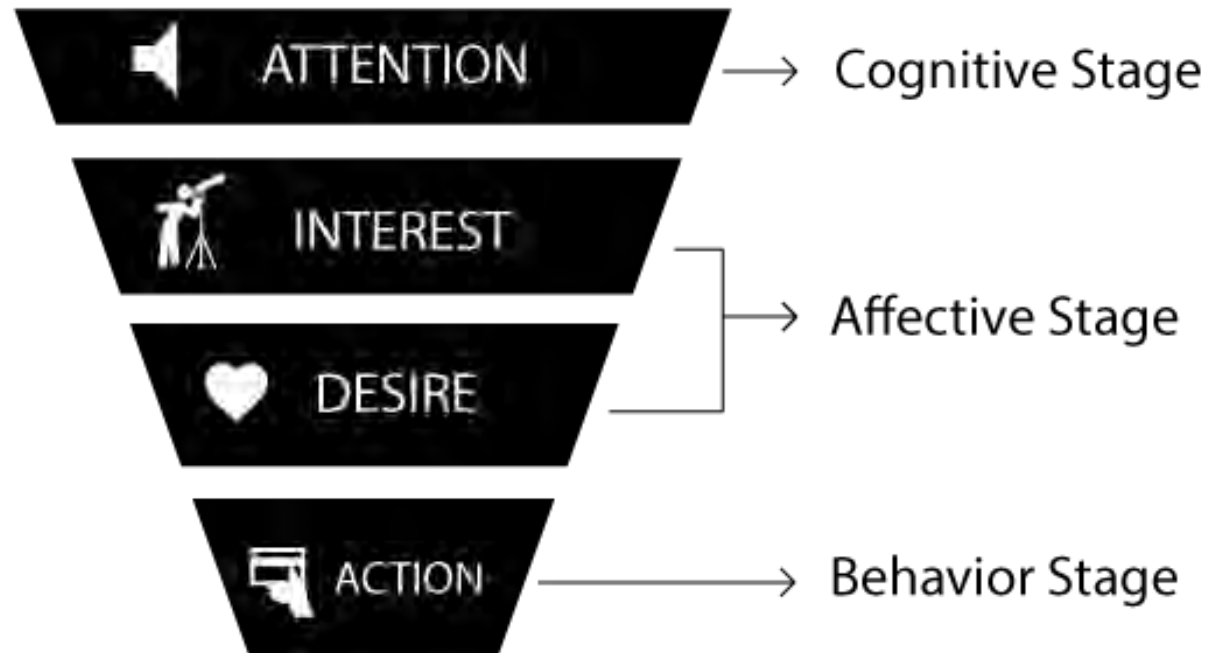 ATTENTION
Cognitive Stage
INTEREST
Affective Stage
DESIRE
ACTION
Behavior Stage